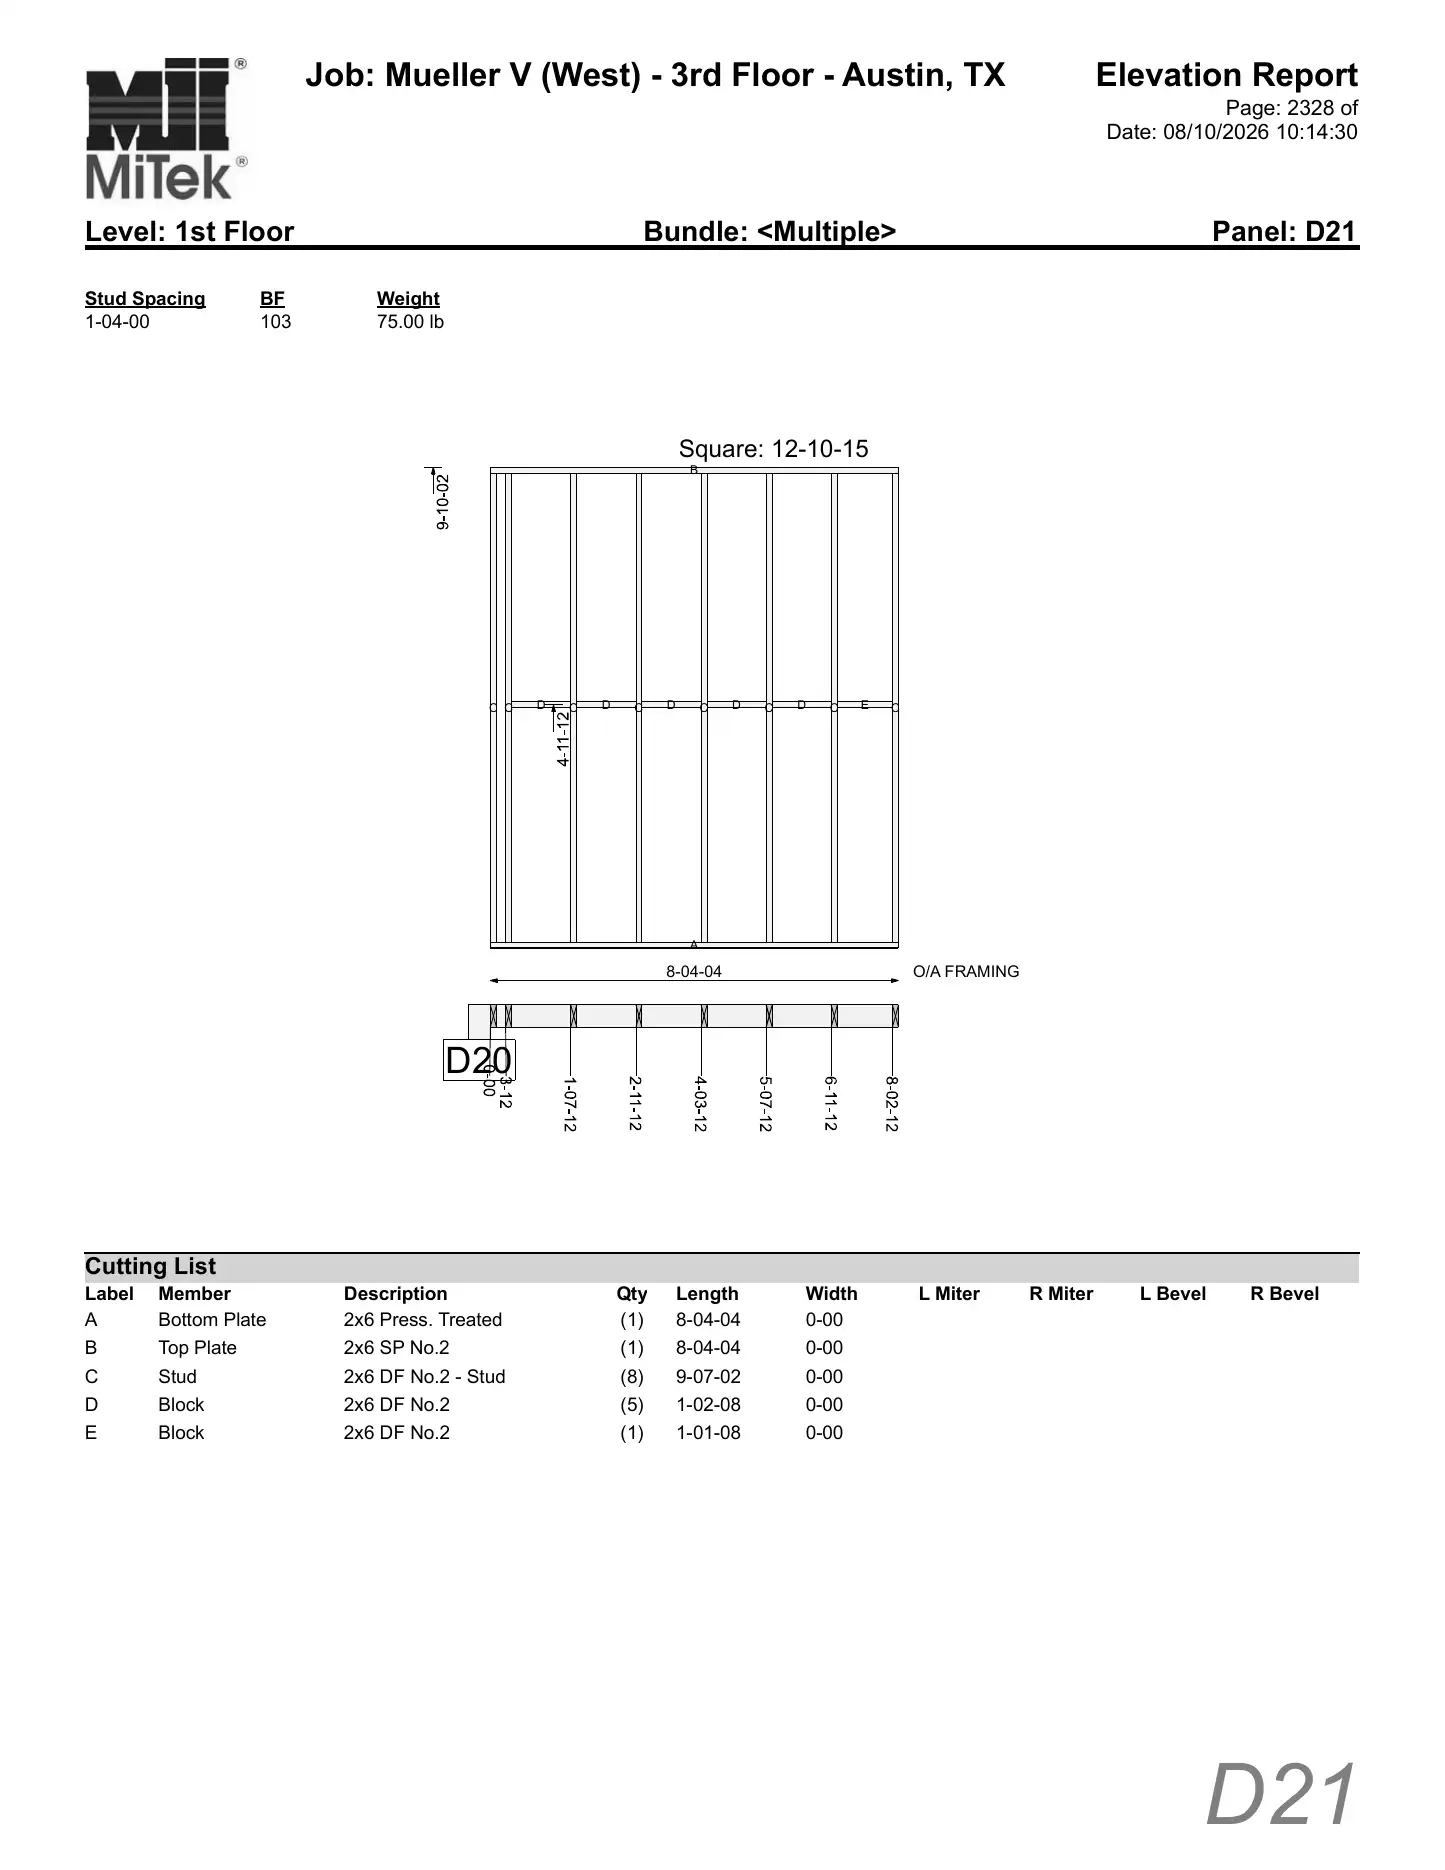 Job: Mueller V (West) - 3rd Floor - Austin, TX
Elevation Report
Page: 2328 of
Date: 08/10/2026 10:14:30
MiTek®
Level: 1st Floor Bundle: <Multiple> Panel: D21
Stud Spacing BF Weight
1-04-00 103 75.00 lb
Square: 12-10-15
B
9-10-02
D D D D D E
4-11-12
A
8-04-04 O/A FRAMING
D20
0-00 3-12 1-07-12 2-11-12 4-03-12 5-07-12 6-11-12 8-02-12
Cutting List
Label Member Description Qty Length Width L Miter R Miter L Bevel R Bevel
A Bottom Plate 2x6 Press. Treated (1) 8-04-04 0-00
B Top Plate 2x6 SP No.2 (1) 8-04-04 0-00
C Stud 2x6 DF No.2 - Stud (8) 9-07-02 0-00
D Block 2x6 DF No.2 (5) 1-02-08 0-00
E Block 2x6 DF No.2 (1) 1-01-08 0-00
D21